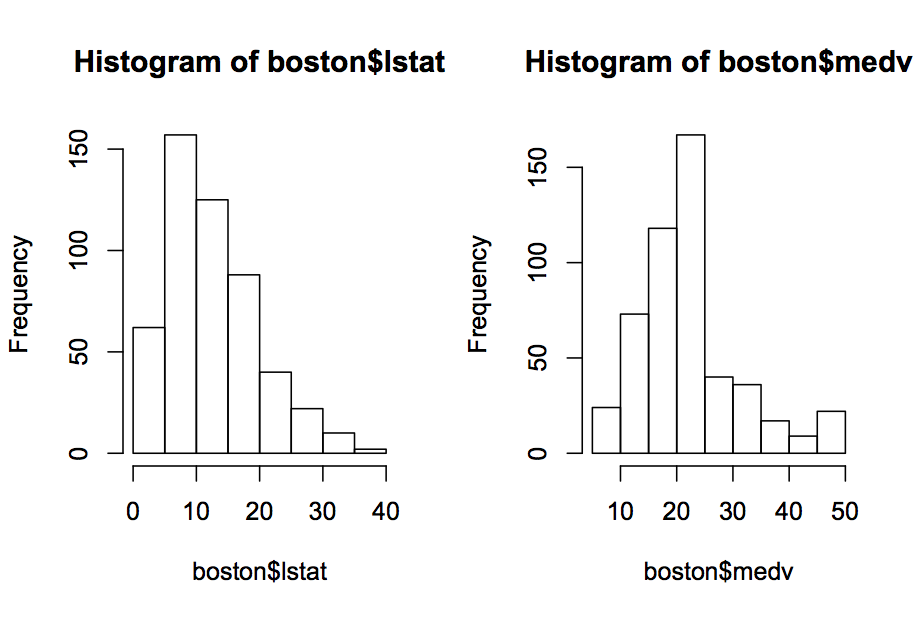 Histogram of boston$lstat
Frequency
0 50 100 150
0 10 20 30 40
boston$lstat
Histogram of boston$medv
Frequency
0 50 100 150
10 20 30 40 50
boston$medv